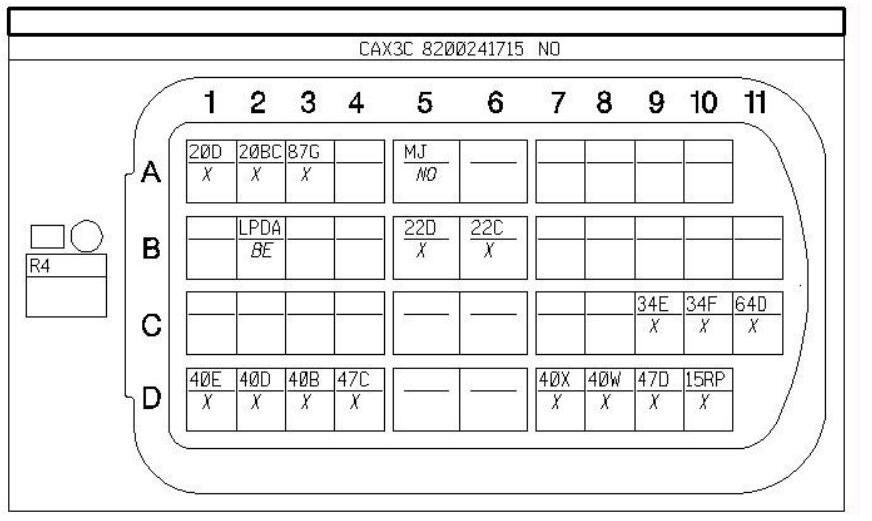 CAX3C 8200241715 NO
1 2 3 4 5 6 7 8 9 10 11
20D 20BC 87G MJ
A X X X NO
LPDA 22D 22C
B BE X X
R4
34E 34F 64D
C X X X
40E 40D 40B 47C 40X 40W 47D 15RP
D X X X X X X X X